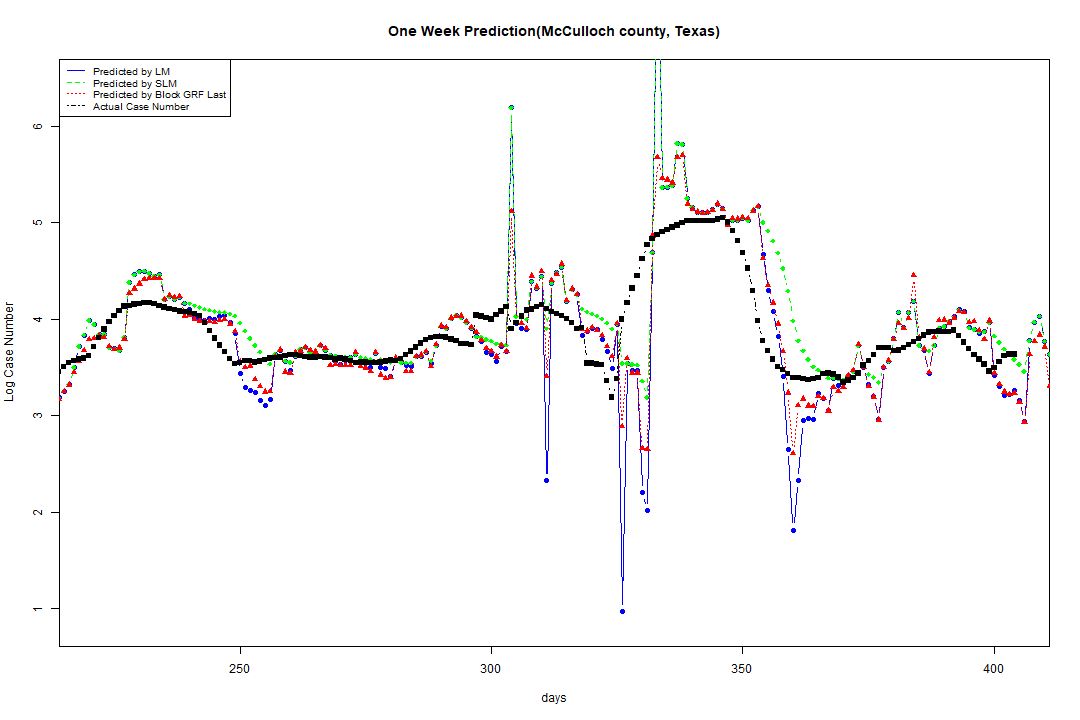 One Week Prediction(McCulloch county, Texas)
Predicted by LM
Predicted by SLM
Predicted by Block GRF Last
Actual Case Number
Log Case Number
6
5
4
3
2
1
250
300
350
400
days